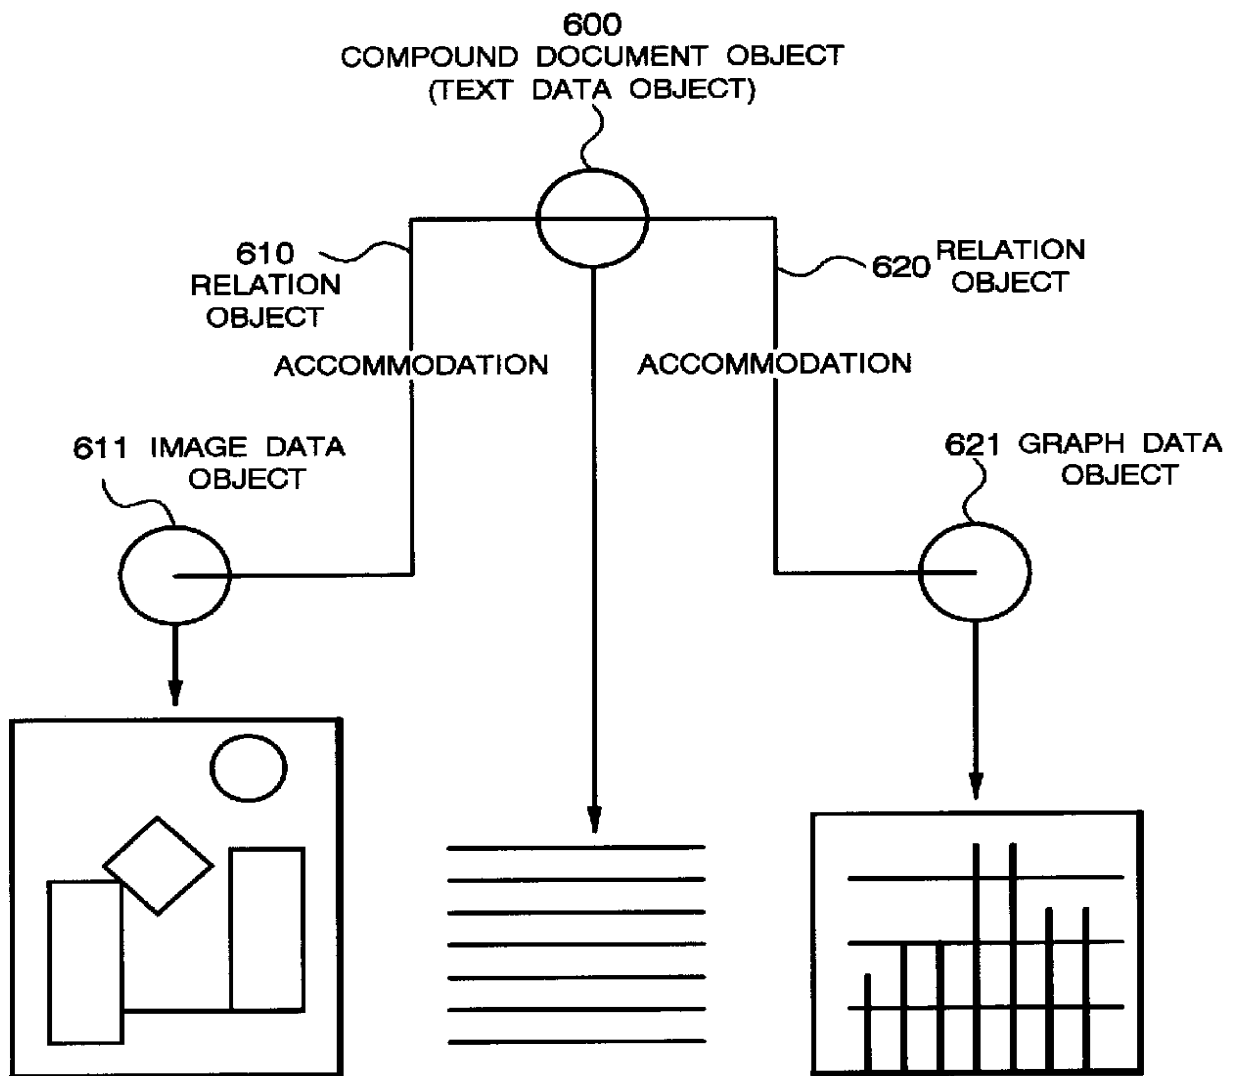 600
COMPOUND DOCUMENT OBJECT
(TEXT DATA OBJECT)
610
RELATION
OBJECT
620 RELATION
OBJECT
ACCOMMODATION
ACCOMMODATION
611 IMAGE DATA
OBJECT
621 GRAPH DATA
OBJECT